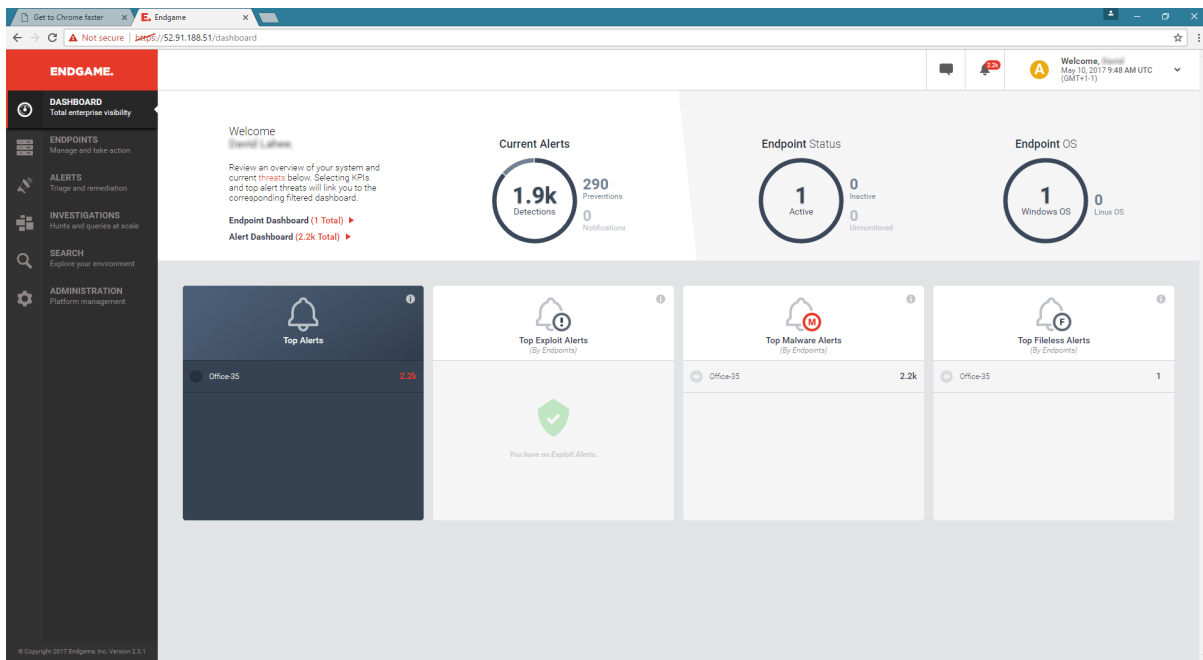 Get to Chrome faster
E. Endgame
Not secure | https://52.91.188.51/dashboard
ENDGAME.
2.2k
A
Welcome,
May 10, 2017 9:48 AM UTC
(GMT+1-1)
DASHBOARD
Total enterprise visibility
ENDPOINTS
Manage and take action
ALERTS
Triage and remediation
INVESTIGATIONS
Hunts and queries at scale
SEARCH
Explore your environment
ADMINISTRATION
Platform management
Welcome
Review an overview of your system and
current threats below. Selecting KPIs
and top alert threats will link you to the
corresponding filtered dashboard.
Endpoint Dashboard (1 Total)
Alert Dashboard (2.2k Total)
Current Alerts
1.9k
Detections
290
Preventions
0
Notifications
Endpoint Status
1
Active
0
Inactive
0
Unmonitored
Endpoint OS
1
Windows OS
0
Linux OS
Top Alerts
Office-35 2.2k
Top Exploit Alerts
(By Endpoints)
You have no Exploit Alerts.
M
Top Malware Alerts
(By Endpoints)
Office-35 2.2k
F
Top Fileless Alerts
(By Endpoints)
Office-35 1
© Copyright 2017 Endgame, Inc. Version 2.3.1